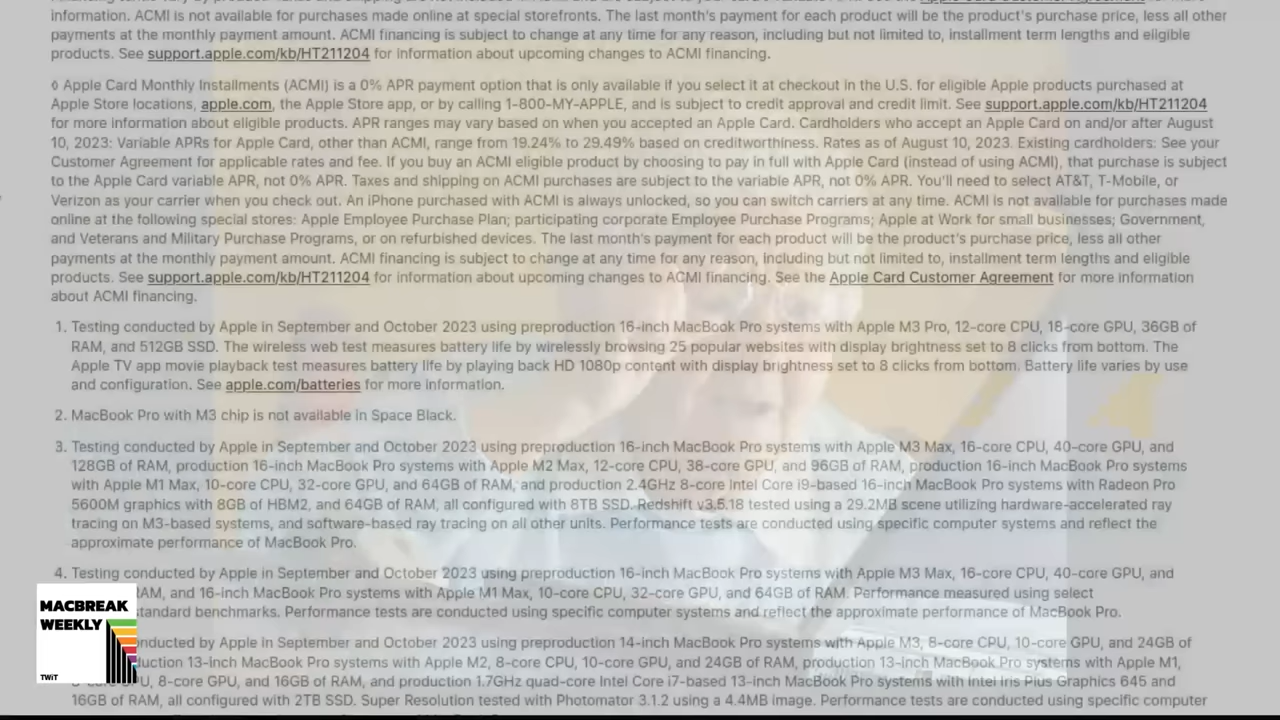 information. ACMI is not available for purchases made online at special storefronts. The last month's payment for each product will be the product's purchase price, less all other
payments at the monthly payment amount. ACMI financing is subject to change at any time for any reason, including but not limited to, installment term lengths and eligible
products. See support.apple.com/kb/HT211204 for information about upcoming changes to ACMI financing.
◊ Apple Card Monthly Installments (ACMI) is a 0% APR payment option that is only available if you select it at checkout in the U.S. for eligible Apple products purchased at
Apple Store locations, apple.com, the Apple Store app, or by calling 1-800-MY-APPLE, and is subject to credit approval and credit limit. See support.apple.com/kb/HT211204
for more information about eligible products. APR ranges may vary based on when you accepted an Apple Card. Cardholders who accept an Apple Card on and/or after August
10, 2023: Variable APRs for Apple Card, other than ACMI, range from 19.24% to 29.49% based on creditworthiness. Rates as of August 10, 2023. Existing cardholders: See your
Customer Agreement for applicable rates and fee. If you buy an ACMI eligible product by choosing to pay in full with Apple Card (instead of using ACMI), that purchase is subject
to the Apple Card variable APR, not 0% APR. Taxes and shipping on ACMI purchases are subject to the variable APR, not 0% APR. You'll need to select AT&T, T-Mobile, or
Verizon as your carrier when you check out. An iPhone purchased with ACMI is always unlocked, so you can switch carriers at any time. ACMI is not available for purchases made
online at the following special stores: Apple Employee Purchase Plan; participating corporate Employee Purchase Programs; Apple at Work for small businesses; Government,
and Veterans and Military Purchase Programs, or on refurbished devices. The last month's payment for each product will be the product's purchase price, less all other
payments at the monthly payment amount. ACMI financing is subject to change at any time for any reason, including but not limited to, installment term lengths and eligible
products. See support.apple.com/kb/HT211204 for information about upcoming changes to ACMI financing. See the Apple Card Customer Agreement for more information
about ACMI financing.
1. Testing conducted by Apple in September and October 2023 using preproduction 16-inch MacBook Pro systems with Apple M3 Pro, 12-core CPU, 18-core GPU, 36GB of
RAM, and 512GB SSD. The wireless web test measures battery life by wirelessly browsing 25 popular websites with display brightness set to 8 clicks from bottom. The
Apple TV app movie playback test measures battery life by playing back HD 1080p content with display brightness set to 8 clicks from bottom. Battery life varies by use
and configuration. See apple.com/batteries for more information.
2. MacBook Pro with M3 chip is not available in Space Black.
3. Testing conducted by Apple in September and October 2023 using preproduction 16-inch MacBook Pro systems with Apple M3 Max, 16-core CPU, 40-core GPU, and
128GB of RAM, production 16-inch MacBook Pro systems with Apple M2 Max, 12-core CPU, 38-core GPU, and 96GB of RAM, production 16-inch MacBook Pro systems
with Apple M1 Max, 10-core CPU, 32-core GPU, and 64GB of RAM, and production 2.4GHz 8-core Intel Core i9-based 16-inch MacBook Pro systems with Radeon Pro
5600M graphics with 8GB of HBM2, and 64GB of RAM, all configured with 8TB SSD. Redshift v3.5.18 tested using a 29.2MB scene utilizing hardware-accelerated ray
tracing on M3-based systems, and software-based ray tracing on all other units. Performance tests are conducted using specific computer systems and reflect the
approximate performance of MacBook Pro.
4. Testing conducted by Apple in September and October 2023 using preproduction 16-inch MacBook Pro systems with Apple M3 Max, 16-core CPU, 40-core GPU, and
RAM, and 16-inch MacBook Pro systems with Apple M1 Max, 10-core CPU, 32-core GPU, and 64GB of RAM. Performance measured using select
standard benchmarks. Performance tests are conducted using specific computer systems and reflect the approximate performance of MacBook Pro.
conducted by Apple in September and October 2023 using preproduction 14-inch MacBook Pro systems with Apple M3, 8-core CPU, 10-core GPU, and 24GB of
13-inch MacBook Pro systems with Apple M2, 8-core CPU, 10-core GPU, and 24GB of RAM, production 13-inch MacBook Pro systems with Apple M1,
8-core GPU, and 16GB of RAM, and production 1.7GHz quad-core Intel Core i7-based 13-inch MacBook Pro systems with Intel Iris Plus Graphics 645 and
16GB of RAM, all configured with 2TB SSD. Super Resolution tested with Photomator 3.1.2 using a 4.4MB image. Performance tests are conducted using specific computer
MACBREAK
WEEKLY
TWiT